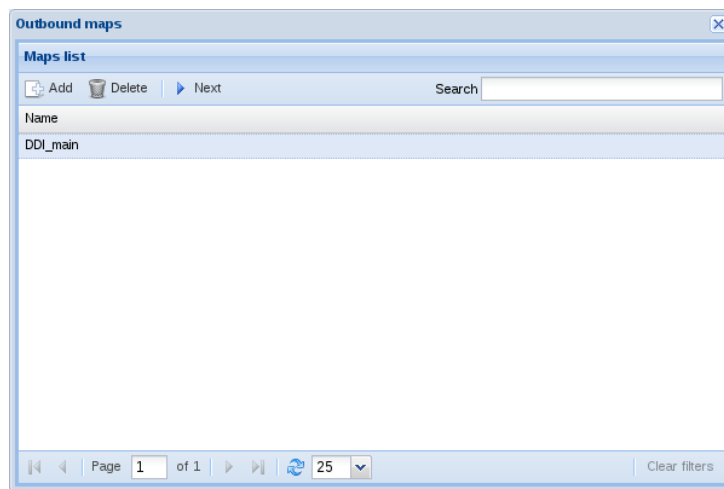 Outbound maps
Maps list
Add Delete Next Search
Name
DDI_main
Page 1 of 1 25 Clear filters